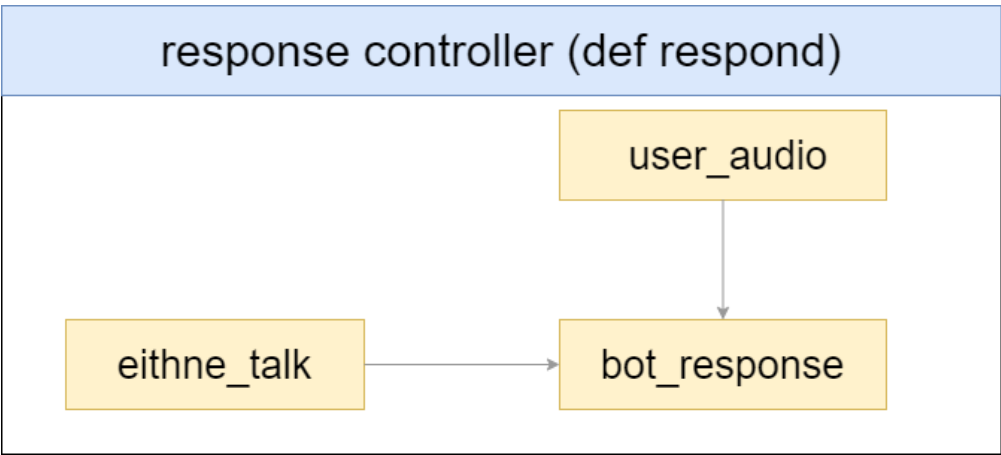 response controller (def respond)
user_audio
eithne_talk
bot_response